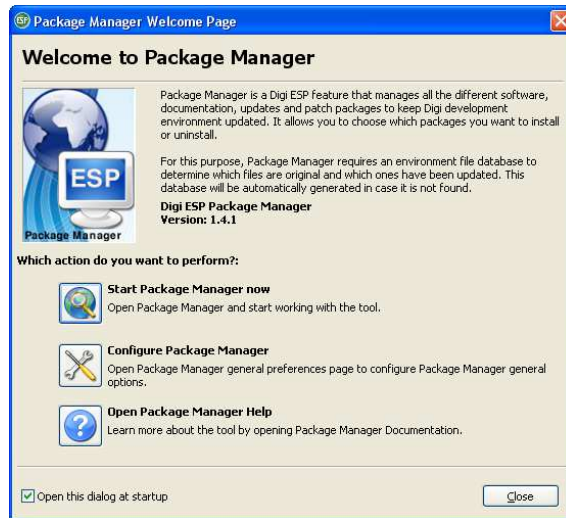 Package Manager Welcome Page
Welcome to Package Manager
Package Manager is a Digi ESP feature that manages all the different software,
documentation, updates and patch packages to keep Digi development
environment updated. It allows you to choose which packages you want to install
or uninstall.
For this purpose, Package Manager requires an environment file database to
determine which files are original and which ones have been updated. This
database will be automatically generated in case it is not found.
Digi ESP Package Manager
Version: 1.4.1
ESP
Package Manager
Which action do you want to perform?:
Start Package Manager now
Open Package Manager and start working with the tool.
Configure Package Manager
Open Package Manager general preferences page to configure Package Manager general
options.
Open Package Manager Help
Learn more about the tool by opening Package Manager Documentation.
Open this dialog at startup
Close